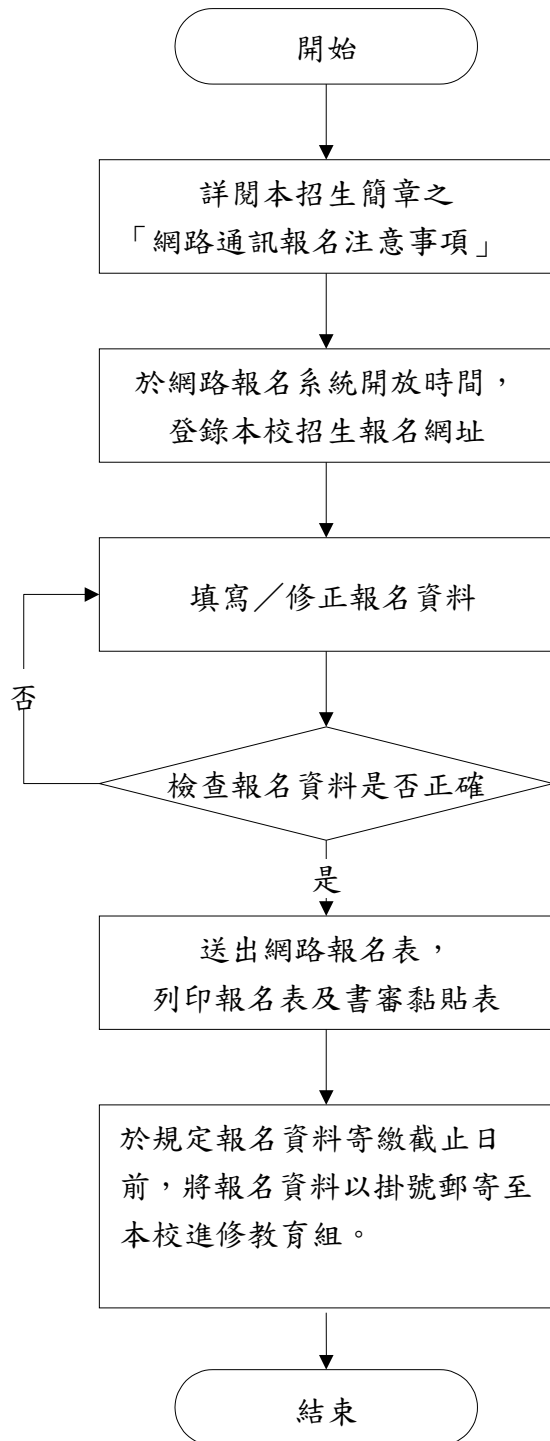 開始
詳閱本招生簡章之
「網路通訊報名注意事項」
於網路報名系統開放時間，
登錄本校招生報名網址
填寫／修正報名資料
否
檢查報名資料是否正確
是
送出網路報名表，
列印報名表及書審黏貼表
於規定報名資料寄繳截止日
前，將報名資料以掛號郵寄至
本校進修教育組。
結束